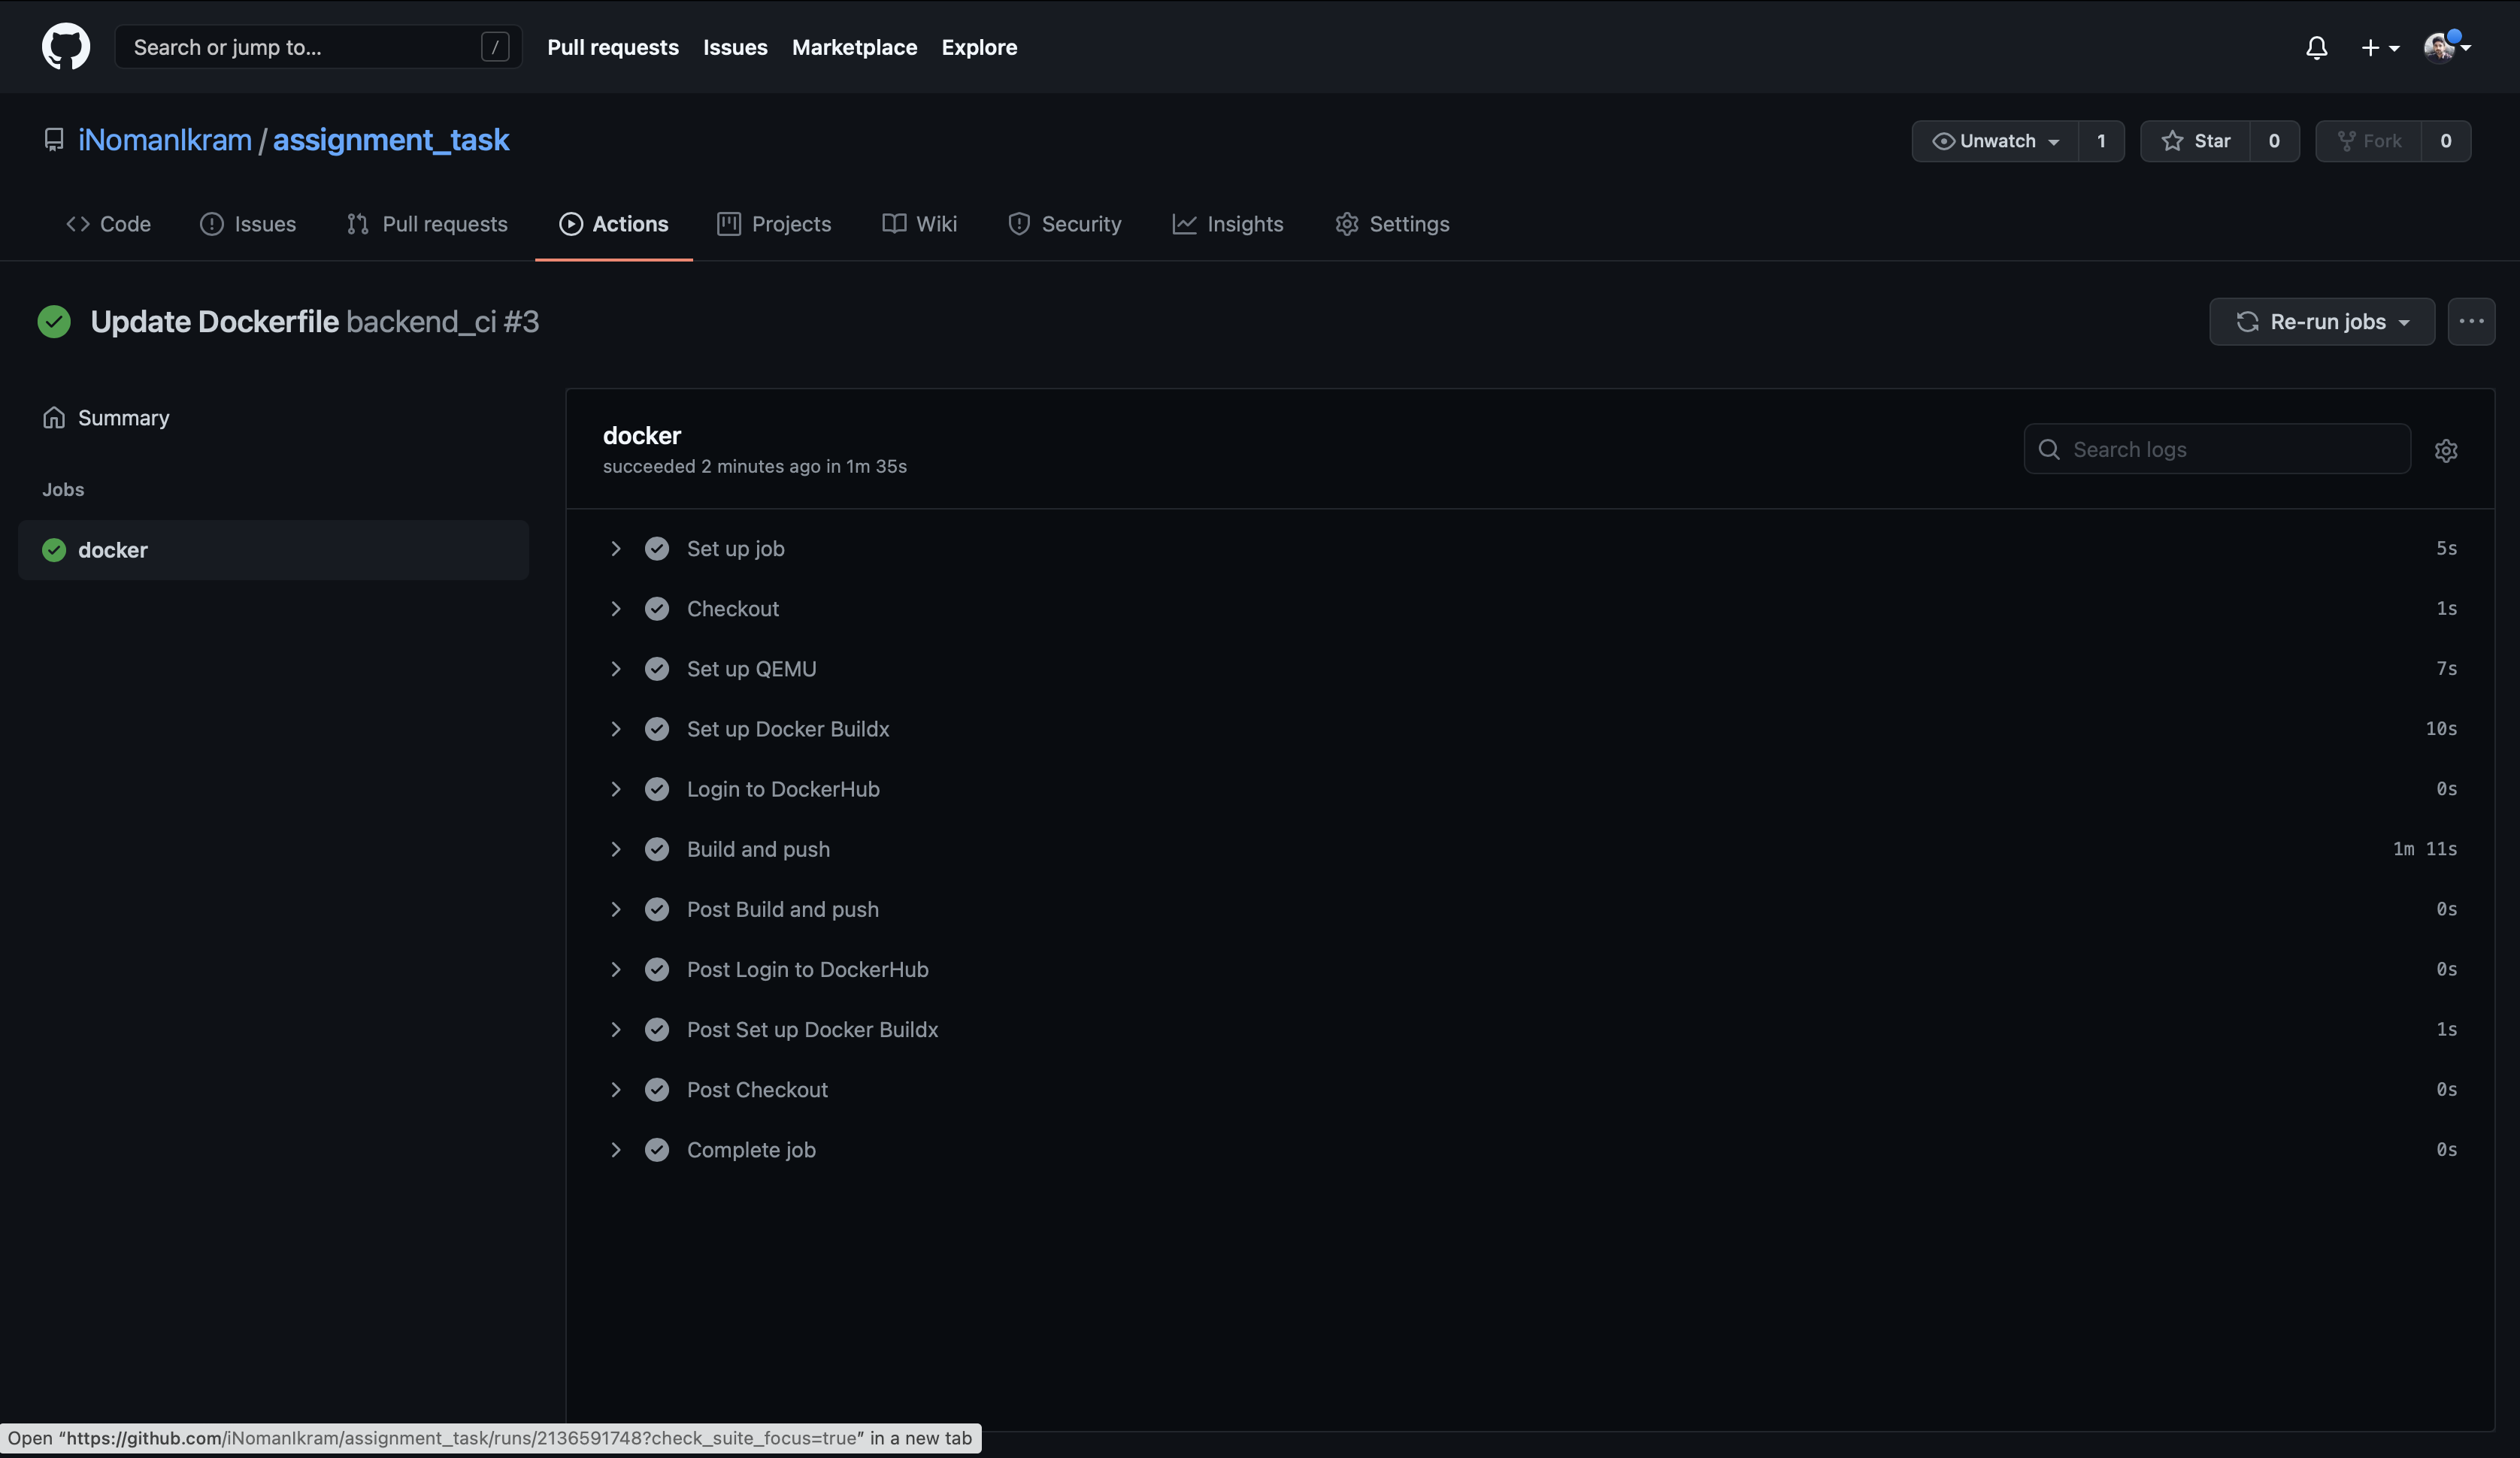 Search or jump to... / Pull requests Issues Marketplace Explore
iNomanIkram / assignment_task Unwatch 1 Star 0 Fork 0
Code Issues Pull requests Actions Projects Wiki Security Insights Settings
Update Dockerfile backend_ci #3 Re-run jobs
Summary
Jobs
docker
docker
succeeded 2 minutes ago in 1m 35s
Search logs
Set up job 5s
Checkout 1s
Set up QEMU 7s
Set up Docker Buildx 10s
Login to DockerHub 0s
Build and push 1m 11s
Post Build and push 0s
Post Login to DockerHub 0s
Post Set up Docker Buildx 1s
Post Checkout 0s
Complete job 0s
Open “https://github.com/iNomanIkram/assignment_task/runs/2136591748?check_suite_focus=true” in a new tab